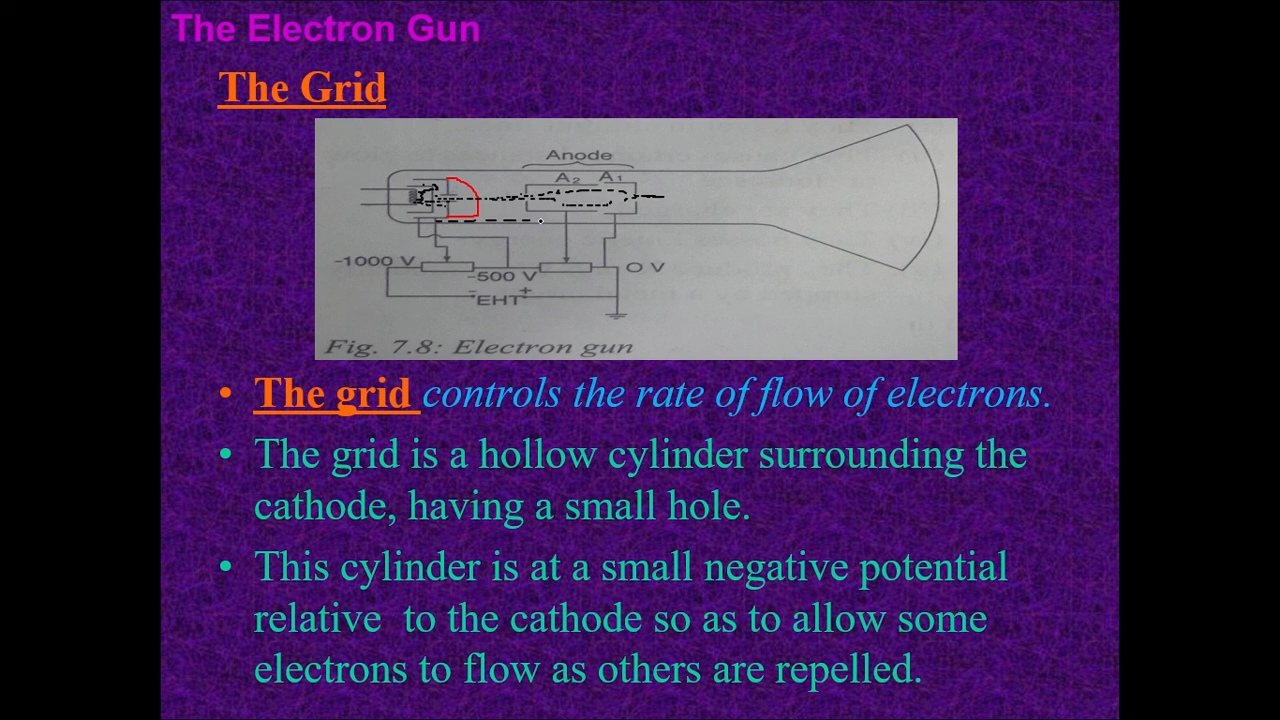 The Electron Gun
The Grid
Anode
A₂ A₁
-1000 V
-500 V
O V
- EHT +
Fig. 7.8: Electron gun
• The grid controls the rate of flow of electrons.
• The grid is a hollow cylinder surrounding the
cathode, having a small hole.
• This cylinder is at a small negative potential
relative to the cathode so as to allow some
electrons to flow as others are repelled.